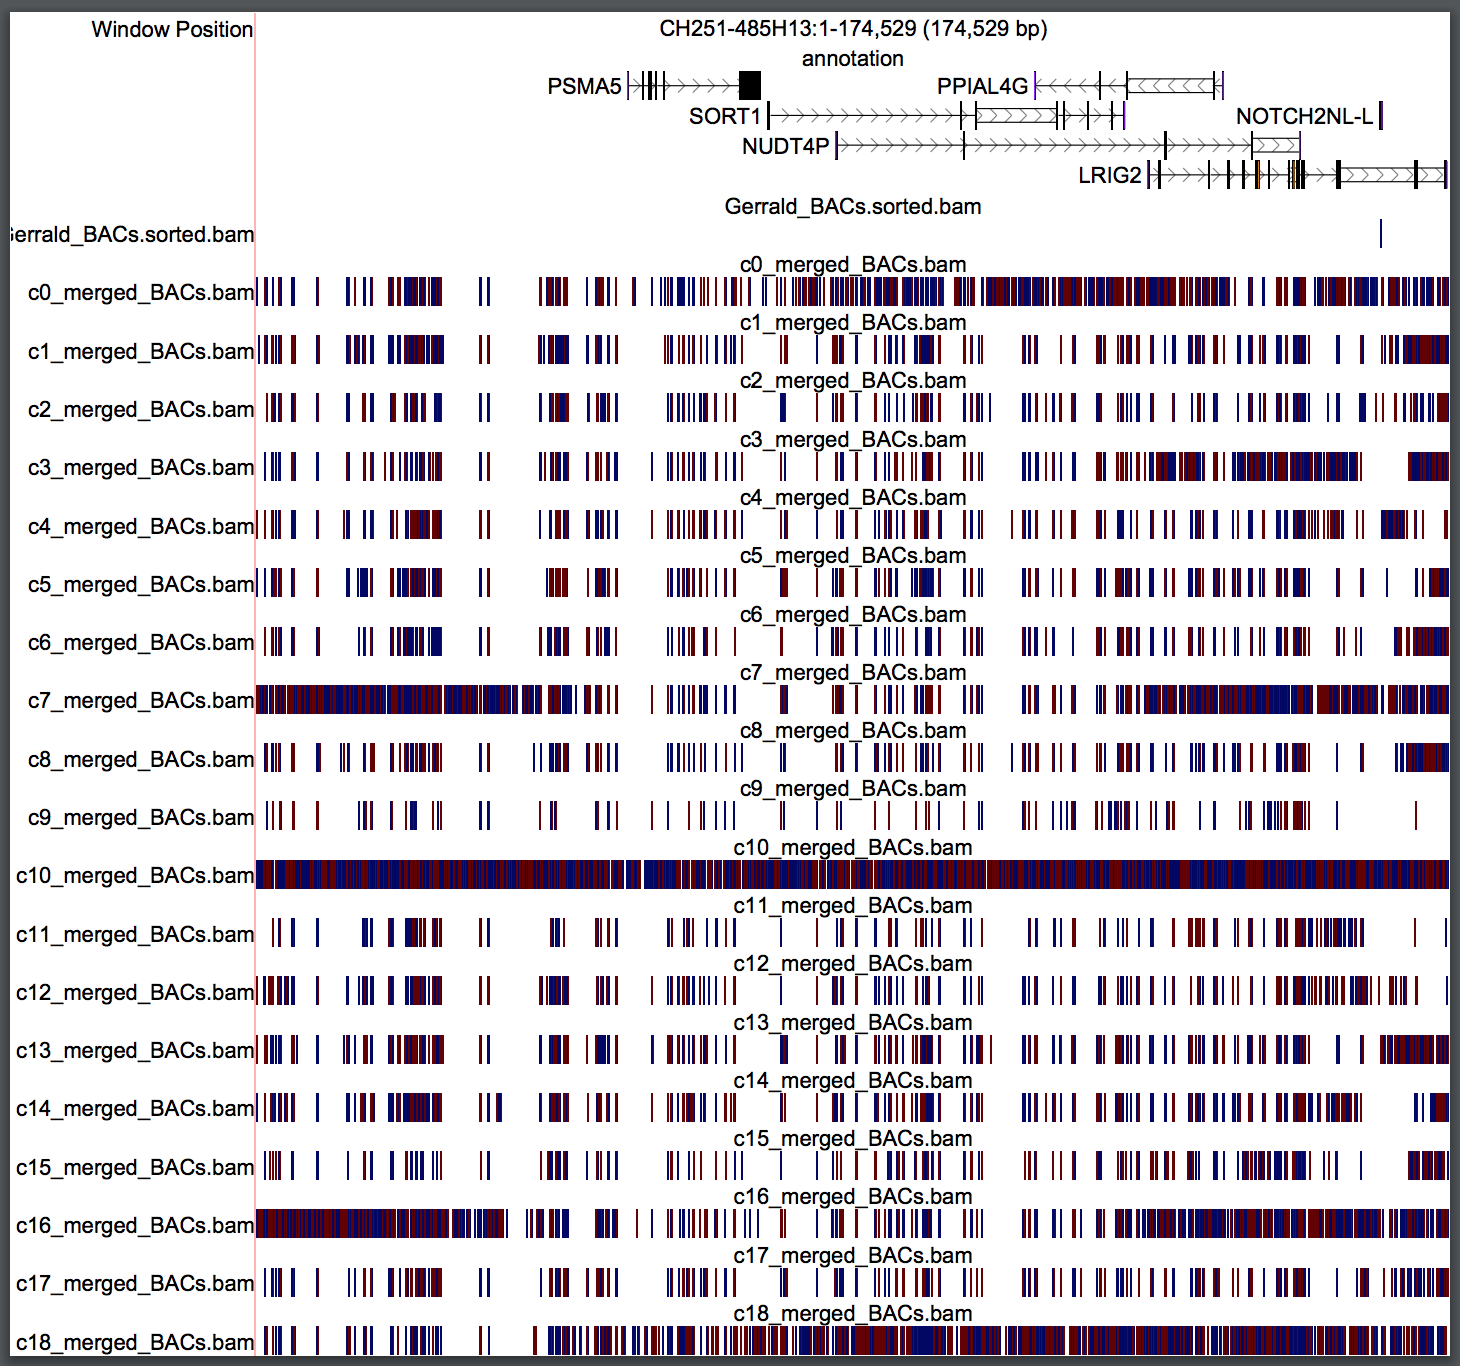 Window Position
CH251-485H13:1-174,529 (174,529 bp)
annotation
PSMA5
PPIAL4G
SORT1
NOTCH2NL-L
NUDT4P
LRIG2
Gerrald_BACs.sorted.bam
Gerrald_BACs.sorted.bam
c0_merged_BACs.bam
c0_merged_BACs.bam
c1_merged_BACs.bam
c1_merged_BACs.bam
c2_merged_BACs.bam
c2_merged_BACs.bam
c3_merged_BACs.bam
c3_merged_BACs.bam
c4_merged_BACs.bam
c4_merged_BACs.bam
c5_merged_BACs.bam
c5_merged_BACs.bam
c6_merged_BACs.bam
c6_merged_BACs.bam
c7_merged_BACs.bam
c7_merged_BACs.bam
c8_merged_BACs.bam
c8_merged_BACs.bam
c9_merged_BACs.bam
c9_merged_BACs.bam
c10_merged_BACs.bam
c10_merged_BACs.bam
c11_merged_BACs.bam
c11_merged_BACs.bam
c12_merged_BACs.bam
c12_merged_BACs.bam
c13_merged_BACs.bam
c13_merged_BACs.bam
c14_merged_BACs.bam
c14_merged_BACs.bam
c15_merged_BACs.bam
c15_merged_BACs.bam
c16_merged_BACs.bam
c16_merged_BACs.bam
c17_merged_BACs.bam
c17_merged_BACs.bam
c18_merged_BACs.bam
c18_merged_BACs.bam